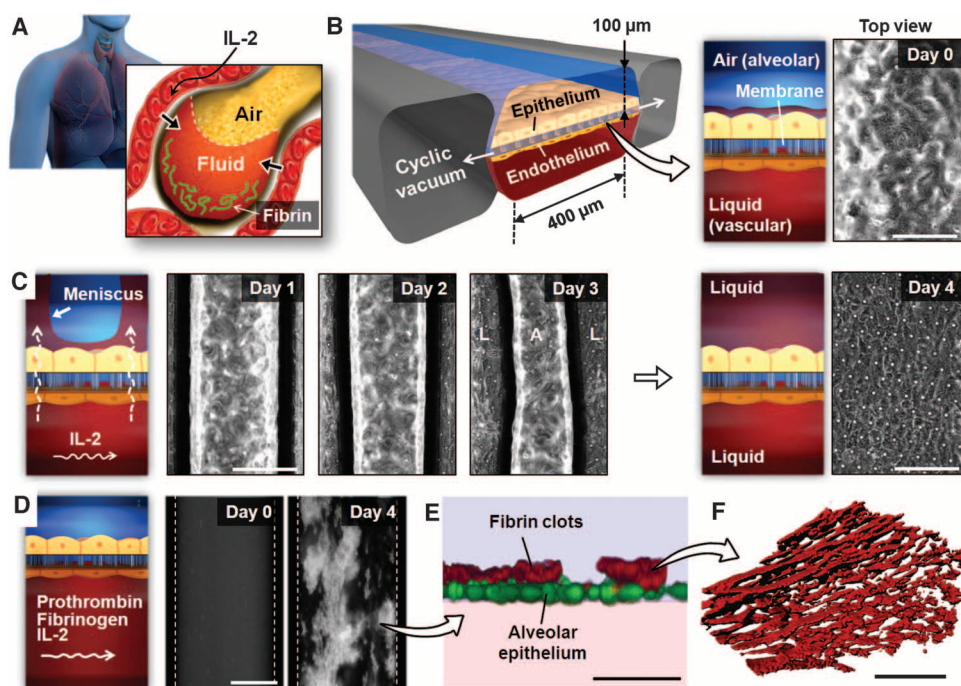 A
IL-2
Air
Fluid
Fibrin
B
100 µm
Epithelium
Endothelium
Cyclic
vacuum
400 µm
Top view
Air (alveolar)
Membrane
Liquid
(vascular)
Day 0
C
Meniscus
IL-2
Day 1
Day 2
Day 3
L
A
L
Liquid
Liquid
Day 4
D
Prothrombin
Fibrinogen
IL-2
Day 0
Day 4
E
Fibrin clots
Alveolar
epithelium
F